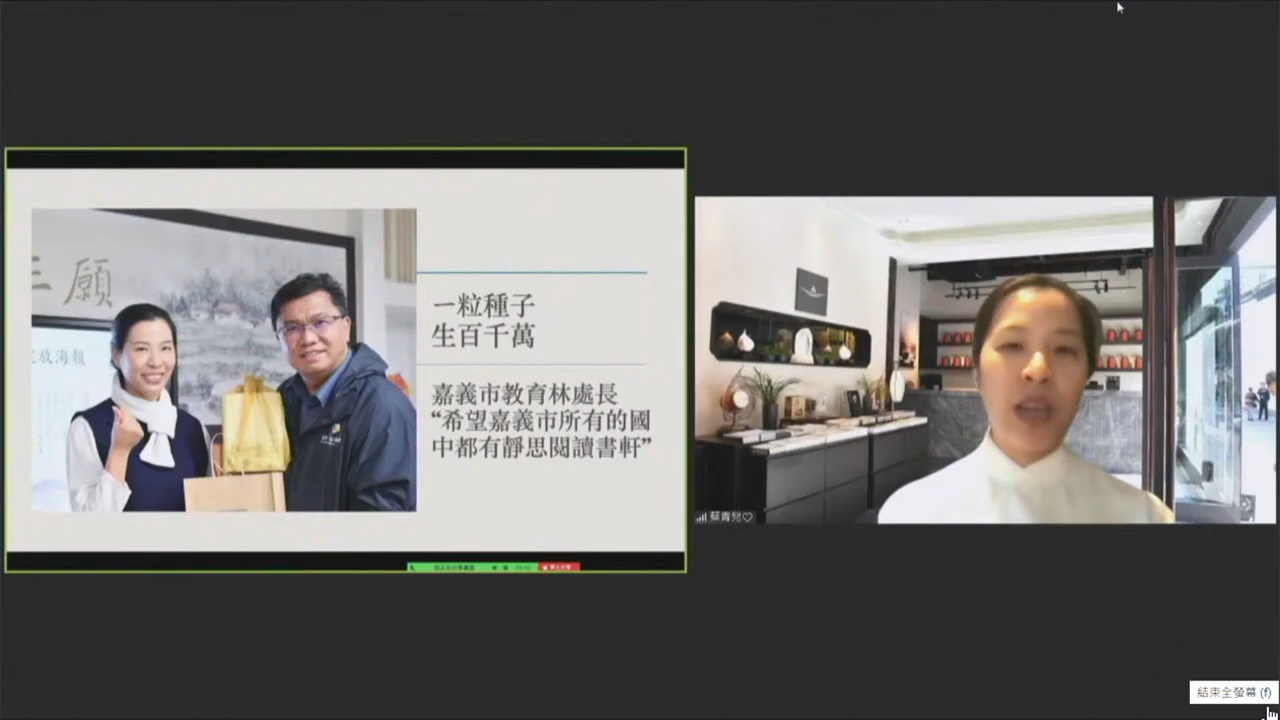 三願
一粒種子
生百千萬
嘉義市教育林處長
“希望嘉義市所有的國
中都有靜思閱讀書軒”
蔡青兒♡
結束全螢幕 (f)